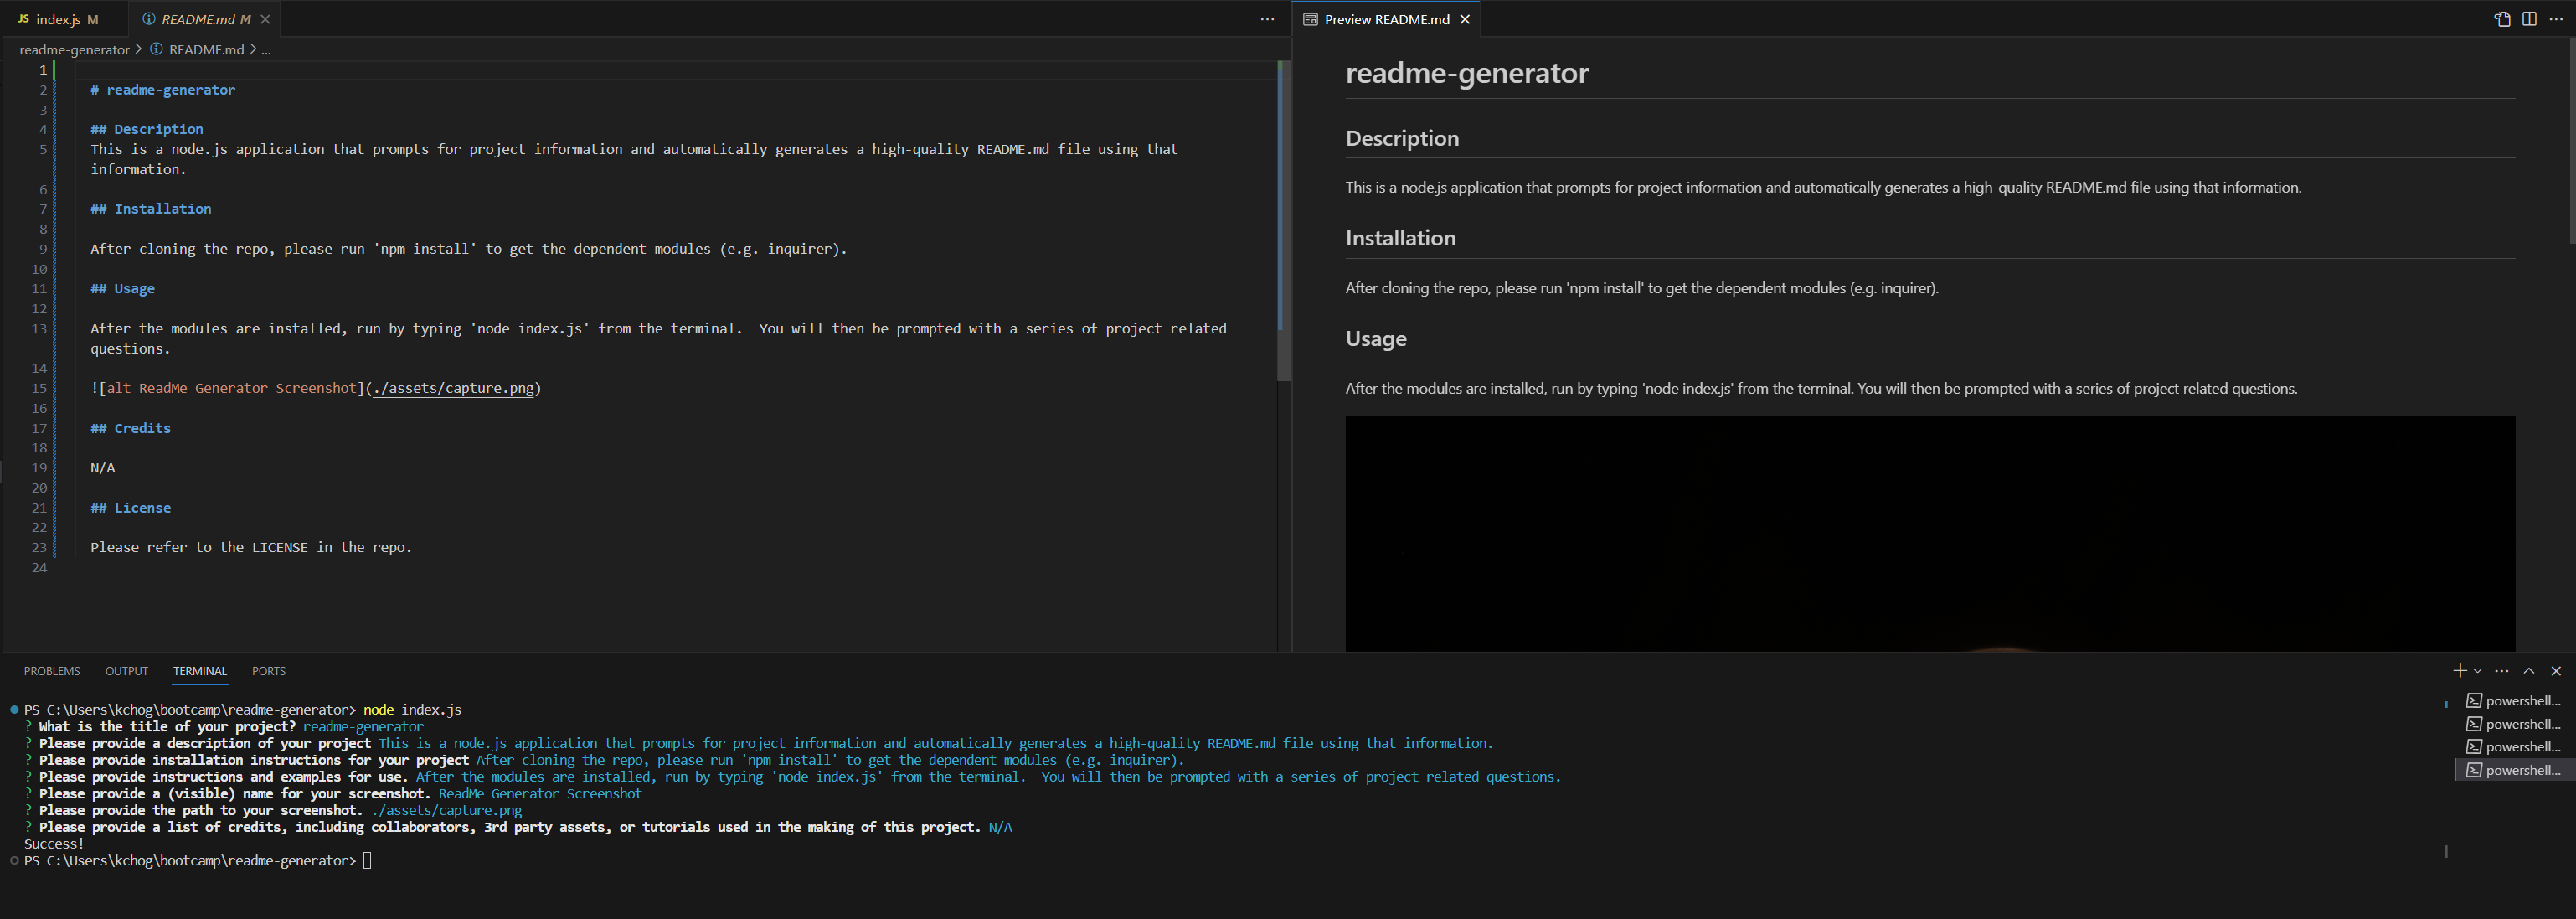 JS index.js M
README.md M
Preview README.md
readme-generator > README.md > ...
1
2 # readme-generator
3
4 ## Description
5 This is a node.js application that prompts for project information and automatically generates a high-quality README.md file using that
information.
6
7 ## Installation
8
9 After cloning the repo, please run 'npm install' to get the dependent modules (e.g. inquirer).
10
11 ## Usage
12
13 After the modules are installed, run by typing 'node index.js' from the terminal.  You will then be prompted with a series of project related
questions.
14
15 ![alt ReadMe Generator Screenshot](./assets/capture.png)
16
17 ## Credits
18
19 N/A
20
21 ## License
22
23 Please refer to the LICENSE in the repo.
24
readme-generator
Description
This is a node.js application that prompts for project information and automatically generates a high-quality README.md file using that information.
Installation
After cloning the repo, please run 'npm install' to get the dependent modules (e.g. inquirer).
Usage
After the modules are installed, run by typing 'node index.js' from the terminal. You will then be prompted with a series of project related questions.
PROBLEMS OUTPUT TERMINAL PORTS
PS C:\Users\kchog\bootcamp\readme-generator> node index.js
? What is the title of your project? readme-generator
? Please provide a description of your project This is a node.js application that prompts for project information and automatically generates a high-quality README.md file using that information.
? Please provide installation instructions for your project After cloning the repo, please run 'npm install' to get the dependent modules (e.g. inquirer).
? Please provide instructions and examples for use. After the modules are installed, run by typing 'node index.js' from the terminal.  You will then be prompted with a series of project related questions.
? Please provide a (visible) name for your screenshot. ReadMe Generator Screenshot
? Please provide the path to your screenshot. ./assets/capture.png
? Please provide a list of credits, including collaborators, 3rd party assets, or tutorials used in the making of this project. N/A
Success!
PS C:\Users\kchog\bootcamp\readme-generator>
powershell...
powershell...
powershell...
powershell...